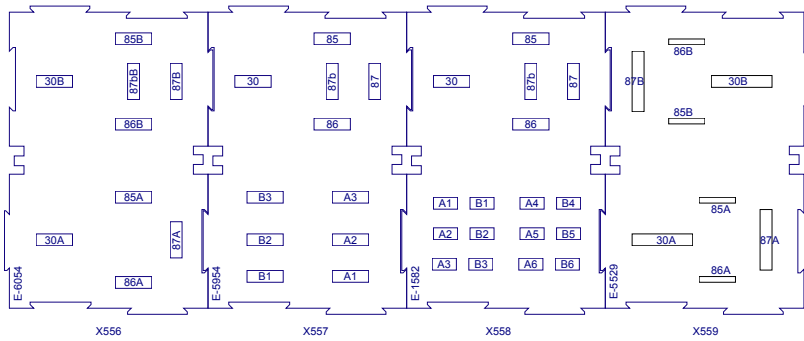 85B
30B
87bB
87B
86B
85A
30A
87A
86A
E-6054
X556
85
30
87b
87
86
B3
A3
B2
A2
B1
A1
E-5954
X557
85
30
87b
87
86
A1 B1 A4 B4
A2 B2 A5 B5
A3 B3 A6 B6
E-1582
X558
86B
87B
30B
85B
85A
30A
87A
86A
E-5529
X559